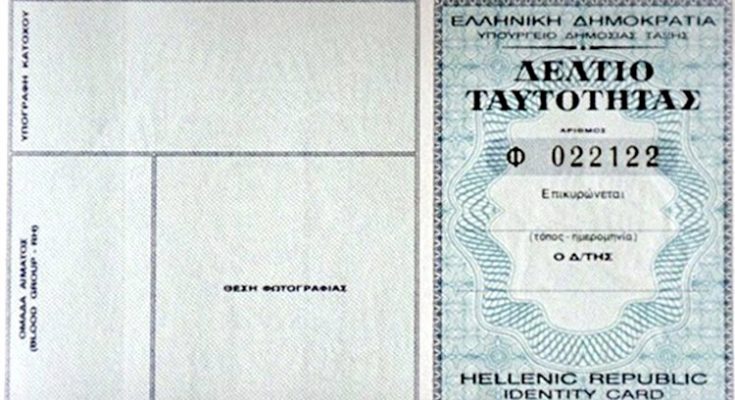 ΥΠΟΓΡΑΦΗ ΚΑΤΟΧΟΥ
ΟΜΑΔΑ ΑΙΜΑΤΟΣ
(BLOOD GROUP - RH)
ΘΕΣΗ ΦΩΤΟΓΡΑΦΙΑΣ
ΕΛΛΗΝΙΚΗ ΔΗΜΟΚΡΑΤΙΑ
ΥΠΟΥΡΓΕΙΟ ΔΗΜΟΣΙΑΣ ΤΑΞΗΣ
ΔΕΛΤΙΟ
ΤΑΥΤΟΤΗΤΑΣ
ΑΡΙΘΜΟΣ
Φ 022122
Επικυρώνεται
(τόπος - ημερομηνία)
Ο Δ/ΤΗΣ
HELLENIC REPUBLIC
IDENTITY CARD